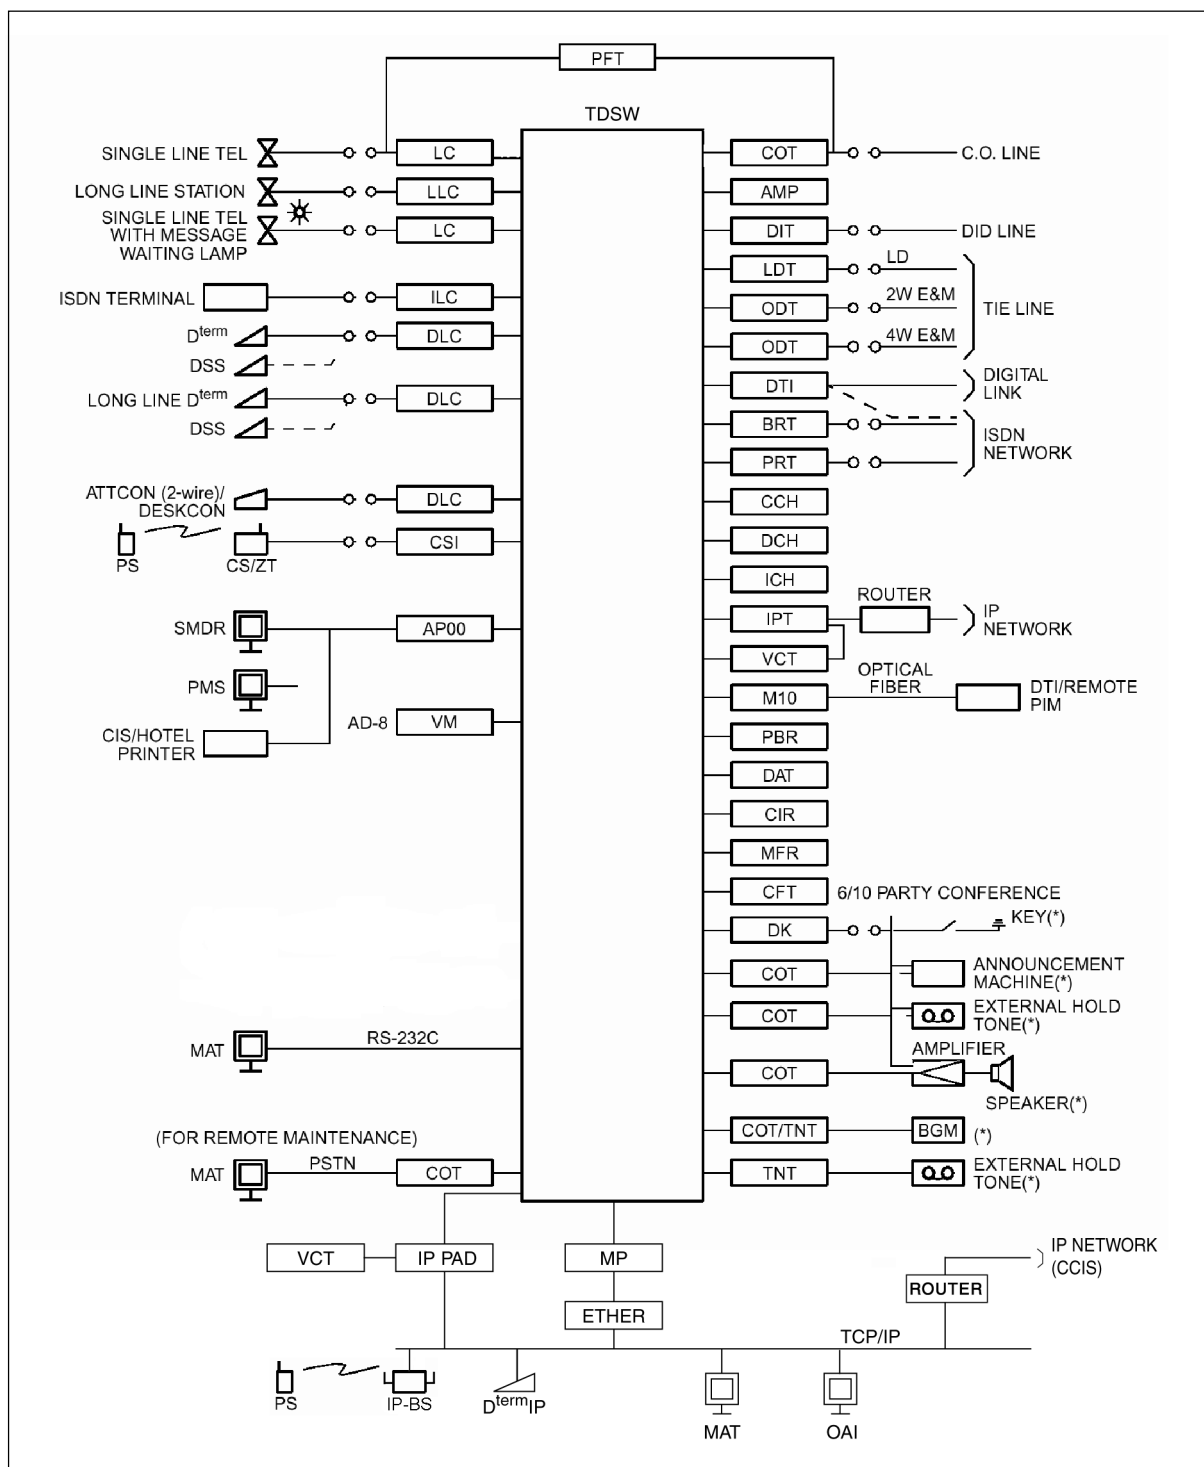 PFT
TDSW
SINGLE LINE TEL
LC
COT
C.O. LINE
LONG LINE STATION
LLC
AMP
SINGLE LINE TEL
WITH MESSAGE
WAITING LAMP
LC
DIT
DID LINE
LDT
LD
ISDN TERMINAL
ILC
ODT
2W E&M
TIE LINE
Dterm
DLC
ODT
4W E&M
DSS
DTI
DIGITAL
LINK
LONG LINE Dterm
DLC
DSS
BRT
ISDN
NETWORK
PRT
ATTCON (2-wire)/
DESKCON
DLC
CCH
PS
CS/ZT
CSI
DCH
ICH
SMDR
AP00
IPT
ROUTER
IP
NETWORK
VCT
PMS
M10
OPTICAL
FIBER
DTI/REMOTE
PIM
AD-8
VM
CIS/HOTEL
PRINTER
PBR
DAT
CIR
MFR
CFT
6/10 PARTY CONFERENCE
DK
KEY(*)
COT
ANNOUNCEMENT
MACHINE(*)
COT
EXTERNAL HOLD
TONE(*)
MAT
RS-232C
COT
AMPLIFIER
SPEAKER(*)
COT/TNT
BGM
(*)
(FOR REMOTE MAINTENANCE)
MAT
PSTN
COT
TNT
EXTERNAL HOLD
TONE(*)
VCT
IP PAD
MP
IP NETWORK
(CCIS)
ROUTER
ETHER
TCP/IP
PS
IP-BS
DtermIP
MAT
OAI